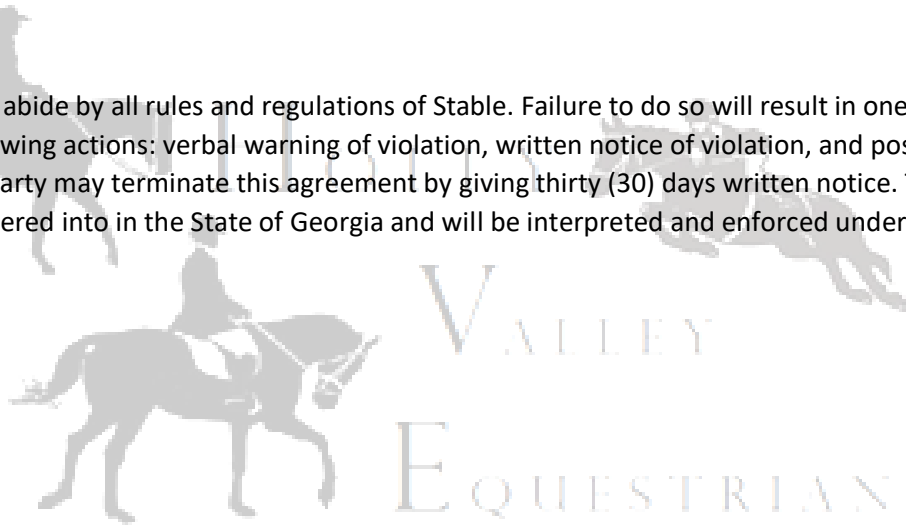 abide by all rules and regulations of Stable. Failure to do so will result in one
wing actions: verbal warning of violation, written notice of violation, and pos
arty may terminate this agreement by giving thirty (30) days written notice.
ered into in the State of Georgia and will be interpreted and enforced under
VALLEY
EQUESTRIAN